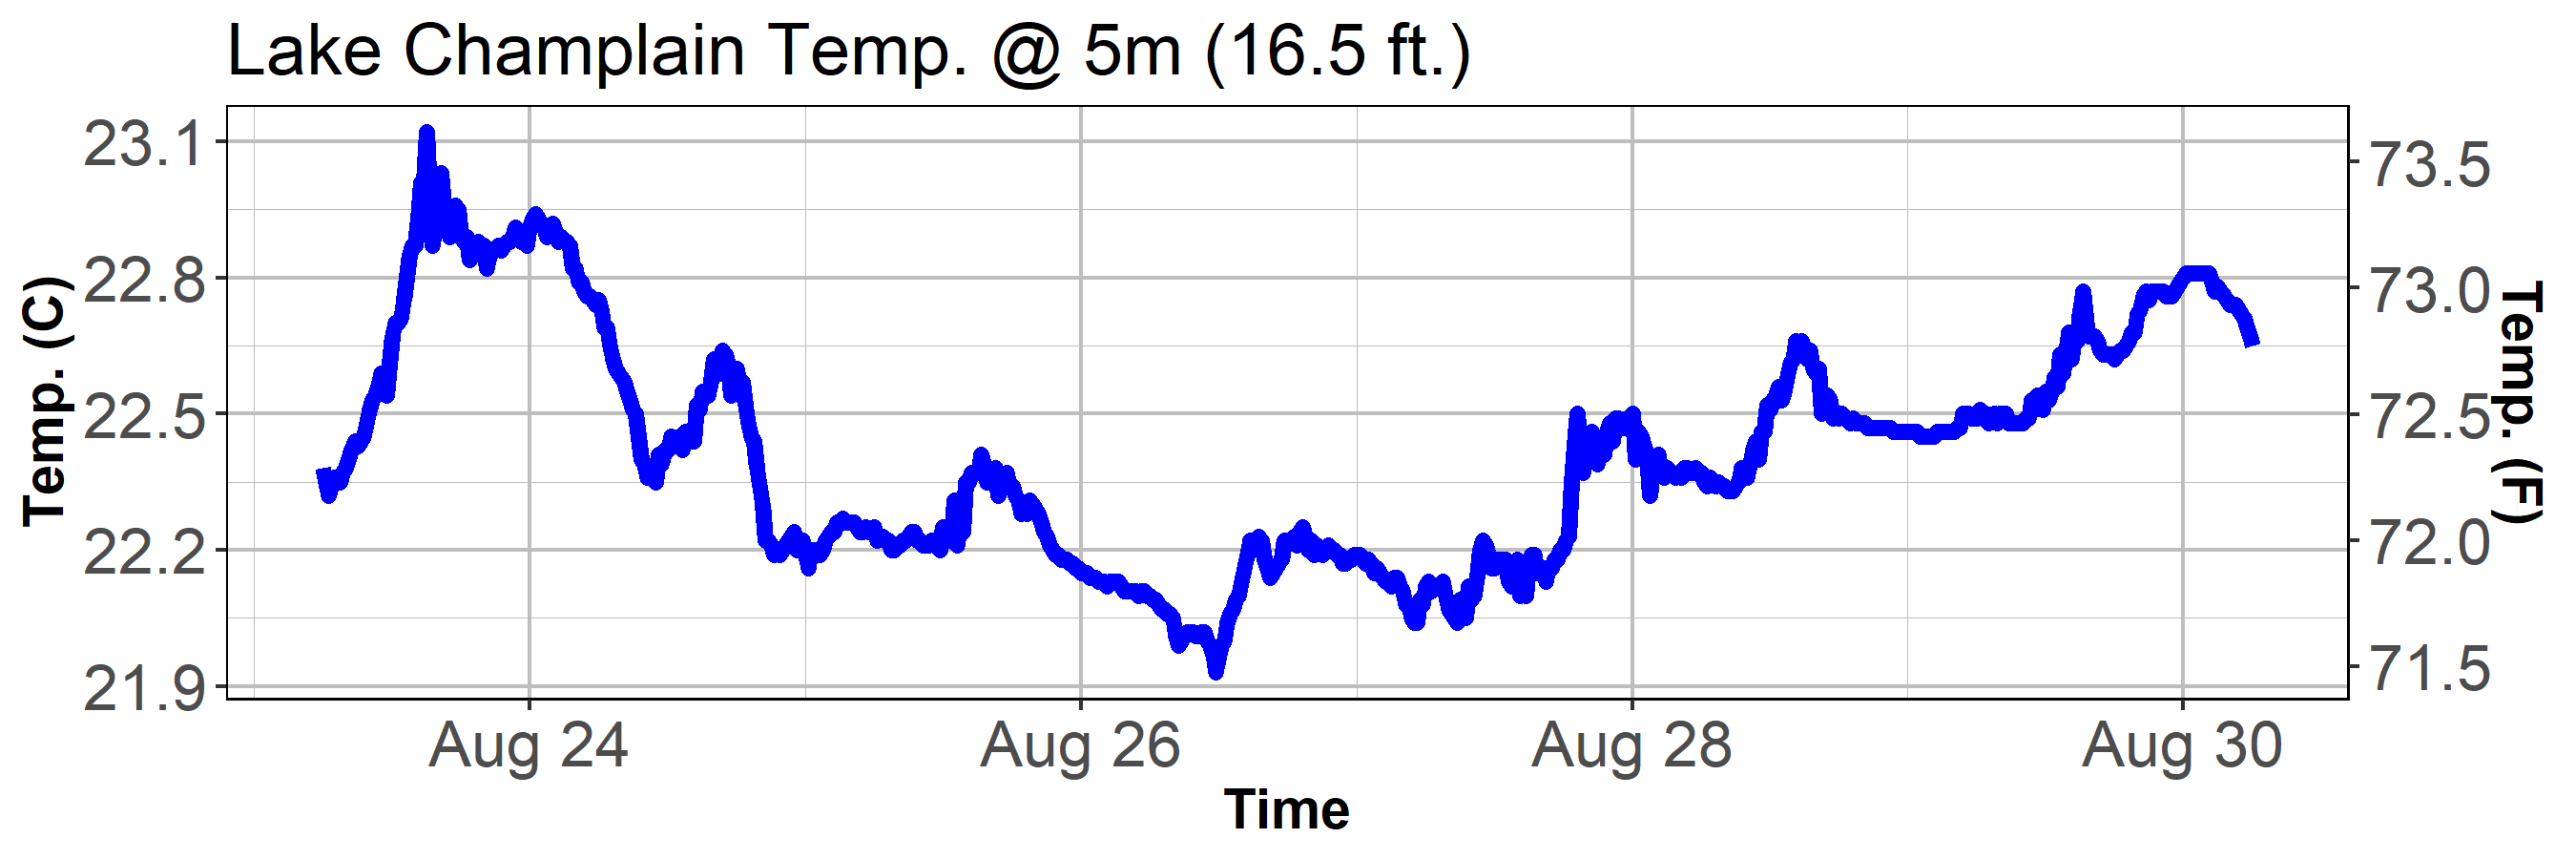 Lake Champlain Temp. @ 5m (16.5 ft.)
Temp. (C)
23.1
22.8
22.5
22.2
21.9
73.5
73.0
72.5
72.0
71.5
Temp. (F)
Aug 24
Aug 26
Aug 28
Aug 30
Time